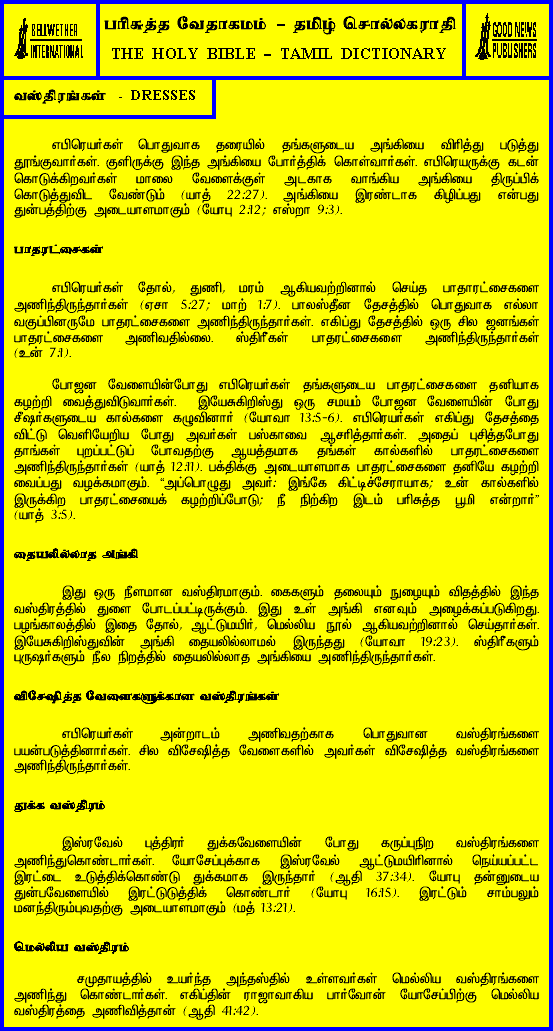 BELLWETHER
INTERNATIONAL
பரிசுத்த வேதாகமம் – தமிழ் சொல்லகராதி
THE HOLY BIBLE – TAMIL DICTIONARY
GOOD NEWS
PUBLISHERS
வஸ்திரங்கள் - DRESSES
எபிரெயர்கள் பொதுவாக தரையில் தங்களுடைய அங்கியை விரித்து படுத்து
தூங்குவார்கள். குளிருக்கு இந்த அங்கியை போர்த்திக் கொள்வார்கள். எபிரெயருக்கு கடன்
கொடுக்கிறவர்கள் மாலை வேளைக்குள் அடகாக வாங்கிய அங்கியை திருப்பிக்
கொடுத்துவிட வேண்டும் (யாத் 22:27). அங்கியை இரண்டாக கிழிப்பது என்பது
துன்பத்திற்கு அடையாளமாகும் (யோபு 2:12; எஸ்றா 9:3).
பாதரட்சைகள்
எபிரெயர்கள் தோல், துணி, மரம் ஆகியவற்றினால் செய்த பாதாரட்சைகளை
அணிந்திருந்தார்கள் (ஏசா 5:27; மாற் 1:7). பாலஸ்தீன தேசத்தில் பொதுவாக எல்லா
வகுப்பினருமே பாதரட்சைகளை அணிந்திருந்தார்கள். எகிப்து தேசத்தில் ஒரு சில ஜனங்கள்
பாதரட்சைகளை அணிவதில்லை. ஸ்திரீகள் பாதரட்சைகளை அணிந்திருந்தார்கள்
(உன் 7:1).
போஜன வேளையின்போது எபிரெயர்கள் தங்களுடைய பாதரட்சைகளை தனியாக
கழற்றி வைத்துவிடுவார்கள். இயேசுகிறிஸ்து ஒரு சமயம் போஜன வேளையின் போது
சீஷர்களுடைய கால்களை கழுவினார் (யோவா 13:5-6). எபிரெயர்கள் எகிப்து தேசத்தை
விட்டு வெளியேறிய போது அவர்கள் பஸ்காவை ஆசரித்தார்கள். அதைப் புசித்தபோது
தாங்கள் புறப்பட்டுப் போவதற்கு ஆயத்தமாக தங்கள் கால்களில் பாதரட்சைகளை
அணிந்திருந்தார்கள் (யாத் 12:11). பக்திக்கு அடையாளமாக பாதரட்சைகளை தனியே கழற்றி
வைப்பது வழக்கமாகும். “அப்பொழுது அவர்: இங்கே கிட்டிச்சேராயாக; உன் கால்களில்
இருக்கிற பாதரட்சையைக் கழற்றிப்போடு; நீ நிற்கிற இடம் பரிசுத்த பூமி என்றார்”
(யாத் 3:5).
தையலில்லாத அங்கி
இது ஒரு நீளமான வஸ்திரமாகும். கைகளும் தலையும் நுழையும் விதத்தில் இந்த
வஸ்திரத்தில் துளை போடப்பட்டிருக்கும். இது உள் அங்கி எனவும் அழைக்கப்படுகிறது.
பழங்காலத்தில் இதை தோல், ஆட்டுமயிர், மெல்லிய நூல் ஆகியவற்றினால் செய்தார்கள்.
இயேசுகிறிஸ்துவின் அங்கி தையலில்லாமல் இருந்தது (யோவா 19:23). ஸ்திரீகளும்
புருஷர்களும் நீல நிறத்தில் தையலில்லாத அங்கியை அணிந்திருந்தார்கள்.
விசேஷித்த வேளைகளுக்கான வஸ்திரங்கள்
எபிரெயர்கள் அன்றாடம் அணிவதற்காக பொதுவான வஸ்திரங்களை
பயன்படுத்தினார்கள். சில விசேஷித்த வேளைகளில் அவர்கள் விசேஷித்த வஸ்திரங்களை
அணிந்திருந்தார்கள்.
துக்க வஸ்திரம்
இஸ்ரவேல் புத்திரர் துக்கவேளையின் போது கருப்புநிற வஸ்திரங்களை
அணிந்துகொண்டார்கள். யோசேப்புக்காக இஸ்ரவேல் ஆட்டுமயிரினால் நெய்யப்பட்ட
இரட்டை உடுத்திக்கொண்டு துக்கமாக இருந்தார் (ஆதி 37:34). யோபு தன்னுடைய
துன்பவேளையில் இரட்டுடுத்திக் கொண்டார் (யோபு 16:15). இரட்டும் சாம்பலும்
மனந்திரும்புவதற்கு அடையாளமாகும் (மத் 13:21).
மெல்லிய வஸ்திரம்
சமுதாயத்தில் உயர்ந்த அந்தஸ்தில் உள்ளவர்கள் மெல்லிய வஸ்திரங்களை
அணிந்து கொண்டார்கள். எகிப்தின் ராஜாவாகிய பார்வோன் யோசேப்பிற்கு மெல்லிய
வஸ்திரத்தை அணிவித்தான் (ஆதி 41:42).